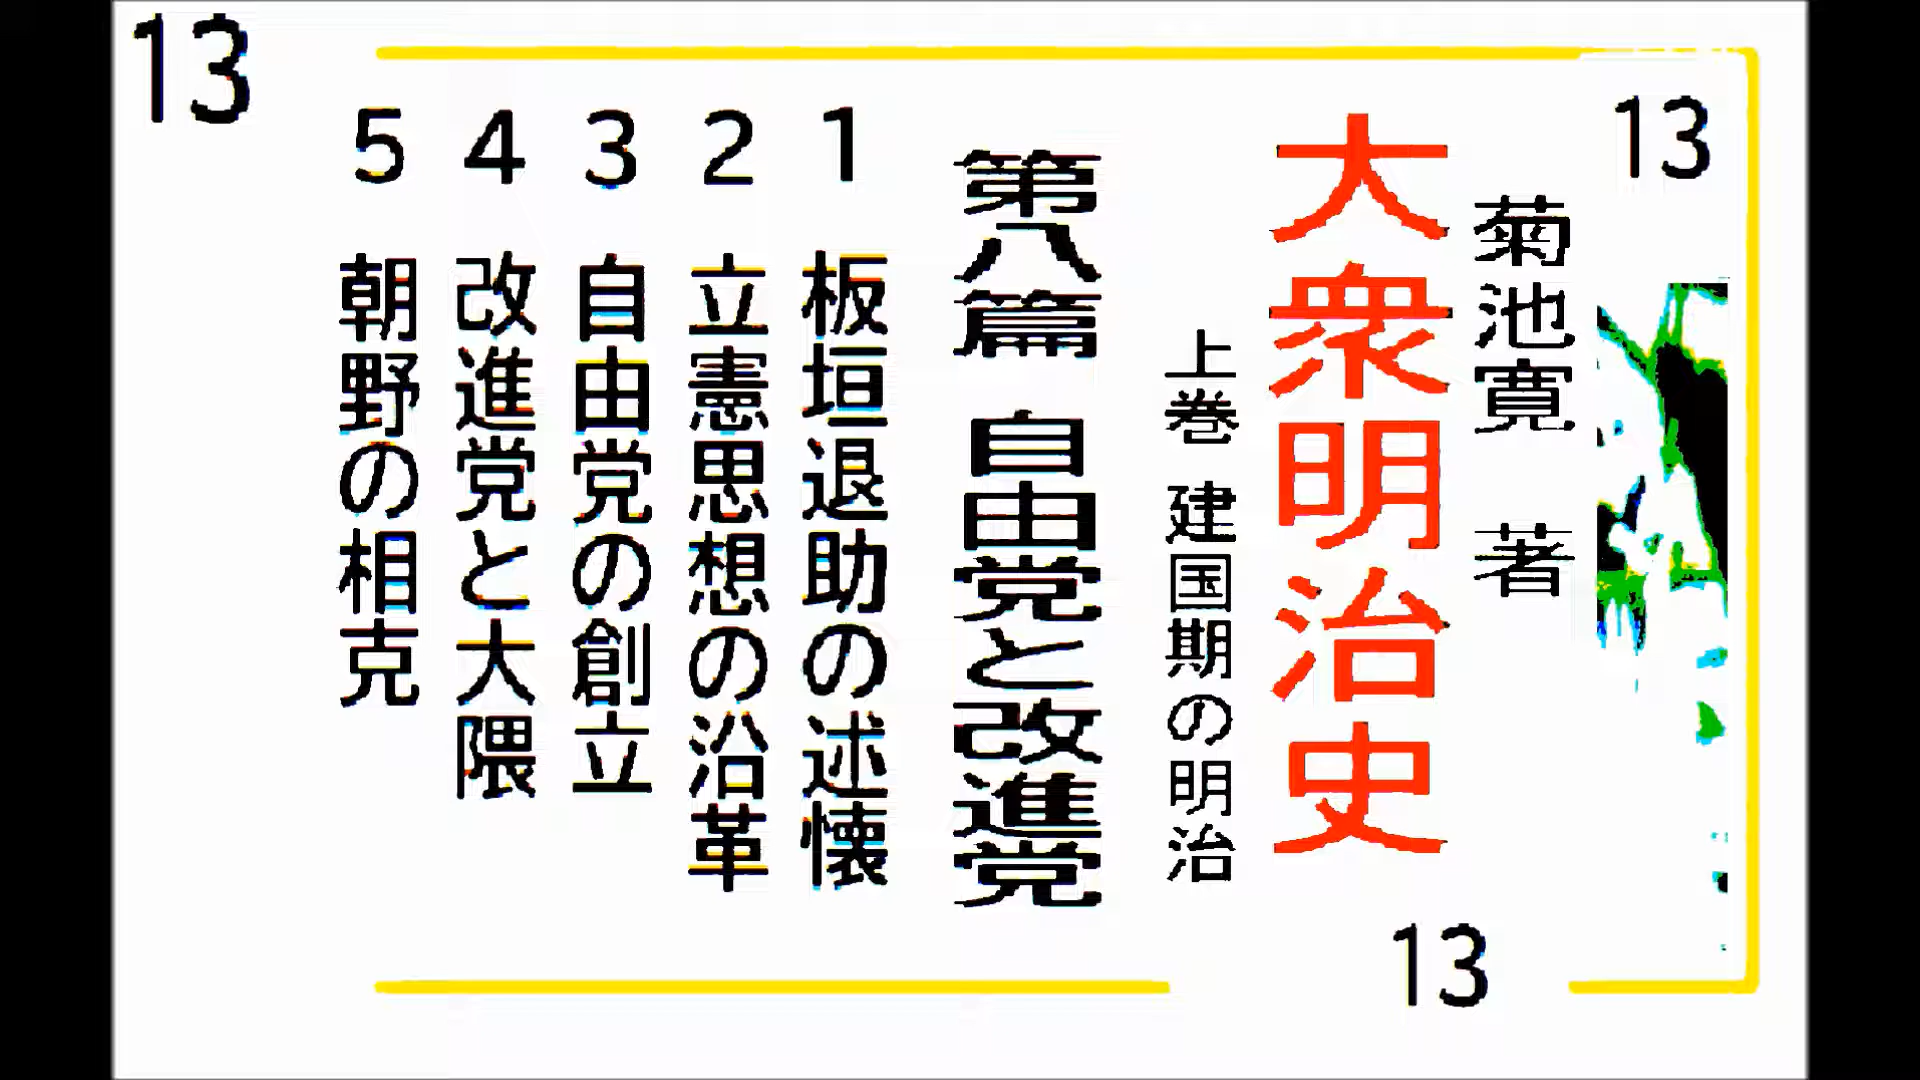 13
13
菊池寛 著
大衆明治史
上巻 建国期の明治
第八篇 自由党と改進党
1 板垣退助の述懐
2 立憲思想の沿革
3 自由党の創立
4 改進党と大隈
5 朝野の相克
13